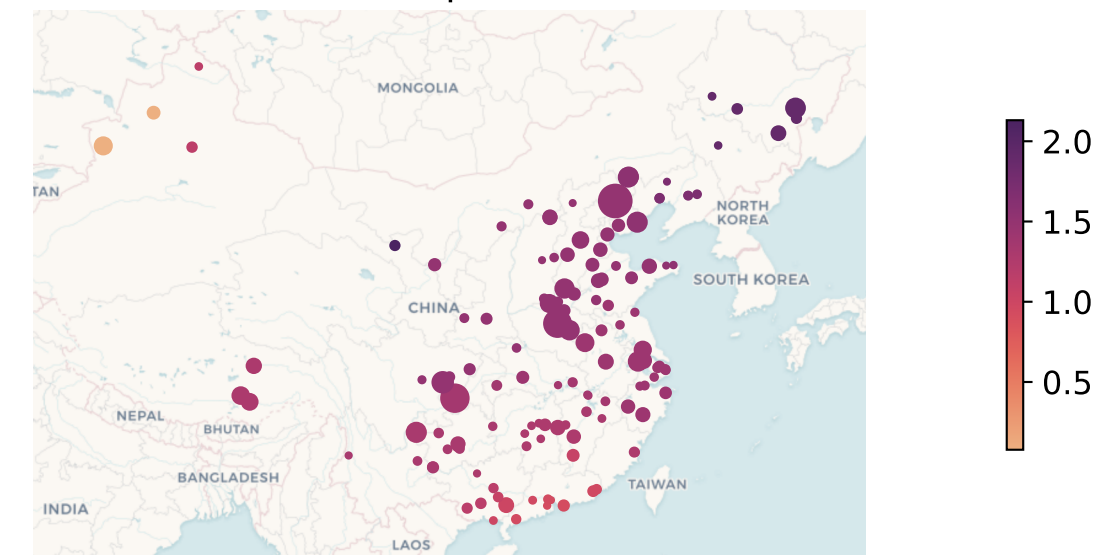 MONGOLIA
TAN
NORTH
KOREA
SOUTH KOREA
CHINA
NEPAL
BHUTAN
BANGLADESH
INDIA
TAIWAN
LAOS
2.0
1.5
1.0
0.5